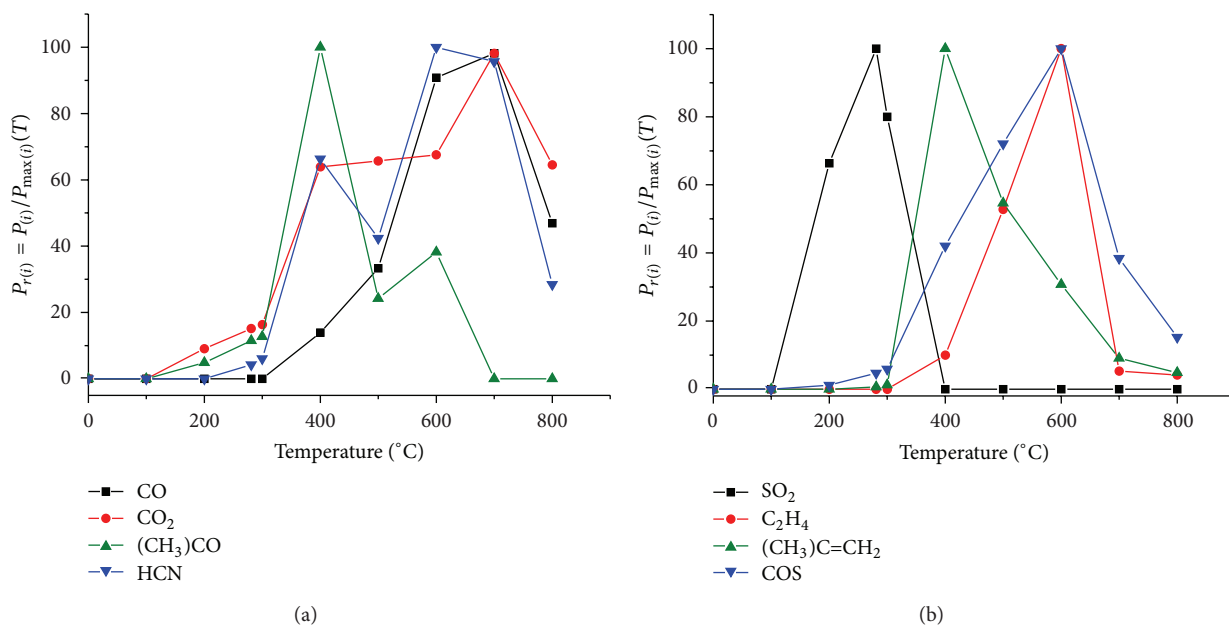 100
80
60
40
20
0
P_r(i) = P_(i)/P_max (i)(T)
0 200 400 600 800
Temperature (°C)
CO
CO₂
(CH₃)CO
HCN
(a)
100
80
60
40
20
0
P_r(i) = P_(i)/P_max (i)(T)
0 200 400 600 800
Temperature (°C)
SO₂
C₂H₄
(CH₃)C=CH₂
COS
(b)